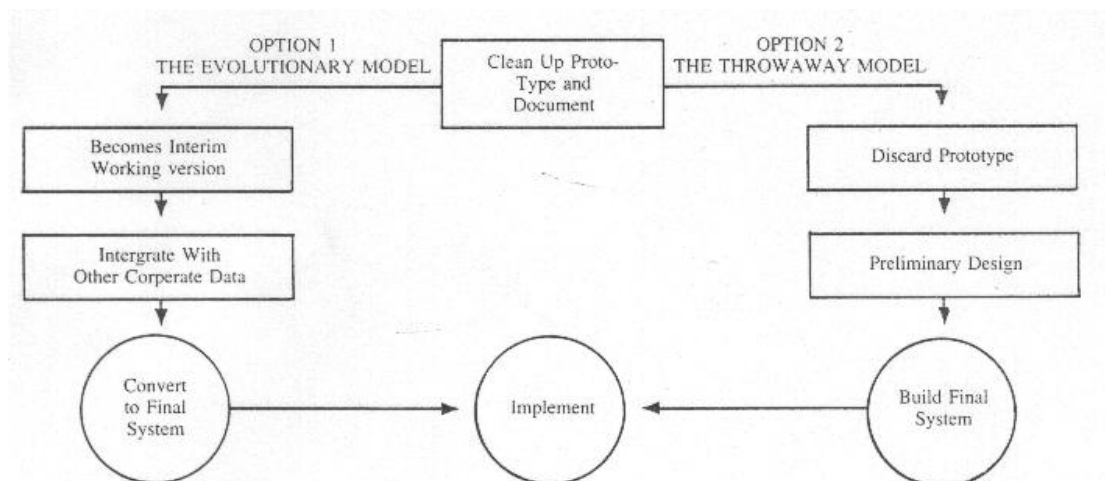 OPTION 1
THE EVOLUTIONARY MODEL
Clean Up Proto-
Type and
Document
OPTION 2
THE THROWAWAY MODEL
Becomes Interim
Working version
Discard Prototype
Intergrate With
Other Corperate Data
Preliminary Design
Convert
to Final
System
Implement
Build Final
System